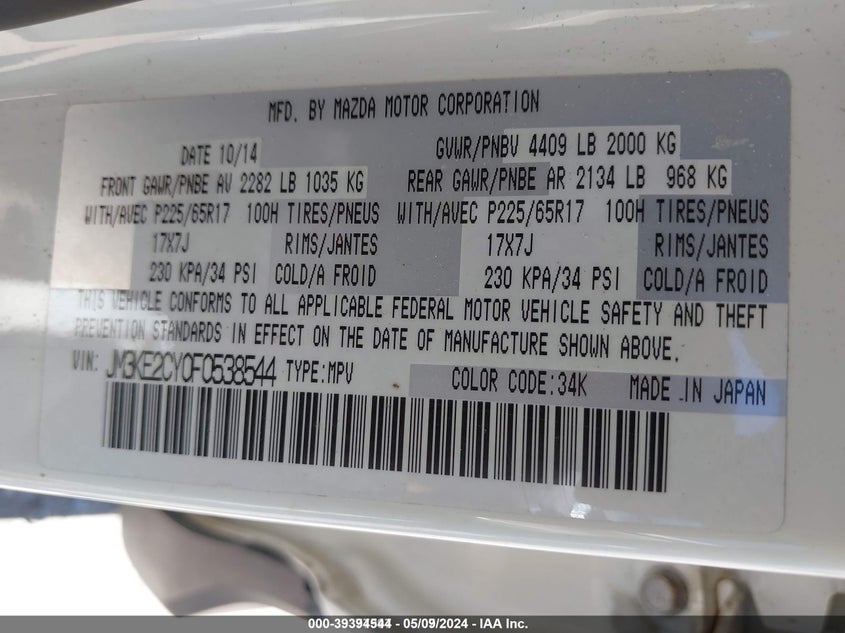 MFD. BY MAZDA MOTOR CORPORATION
DATE 10/14 GVWR/PNBV 4409 LB 2000 KG
FRONT GAWR/PNBE AV 2282 LB 1035 KG REAR GAWR/PNBE AR 2134 LB 968 KG
WITH/AVEC P225/65R17 100H TIRES/PNEUS WITH/AVEC P225/65R17 100H TIRES/PNEUS
17X7J RIMS/JANTES 17X7J RIMS/JANTES
230 KPA/34 PSI COLD/A FROID 230 KPA/34 PSI COLD/A FROID
THIS VEHICLE CONFORMS TO ALL APPLICABLE FEDERAL MOTOR VEHICLE SAFETY AND THEFT
PREVENTION STANDARDS IN EFFECT ON THE DATE OF MANUFACTURE SHOWN ABOVE.
VIN: JM3KE2CY0F0538544 TYPE:MPV COLOR CODE:34K MADE IN JAPAN
000-39394544 - 05/09/2024 - IAA Inc.